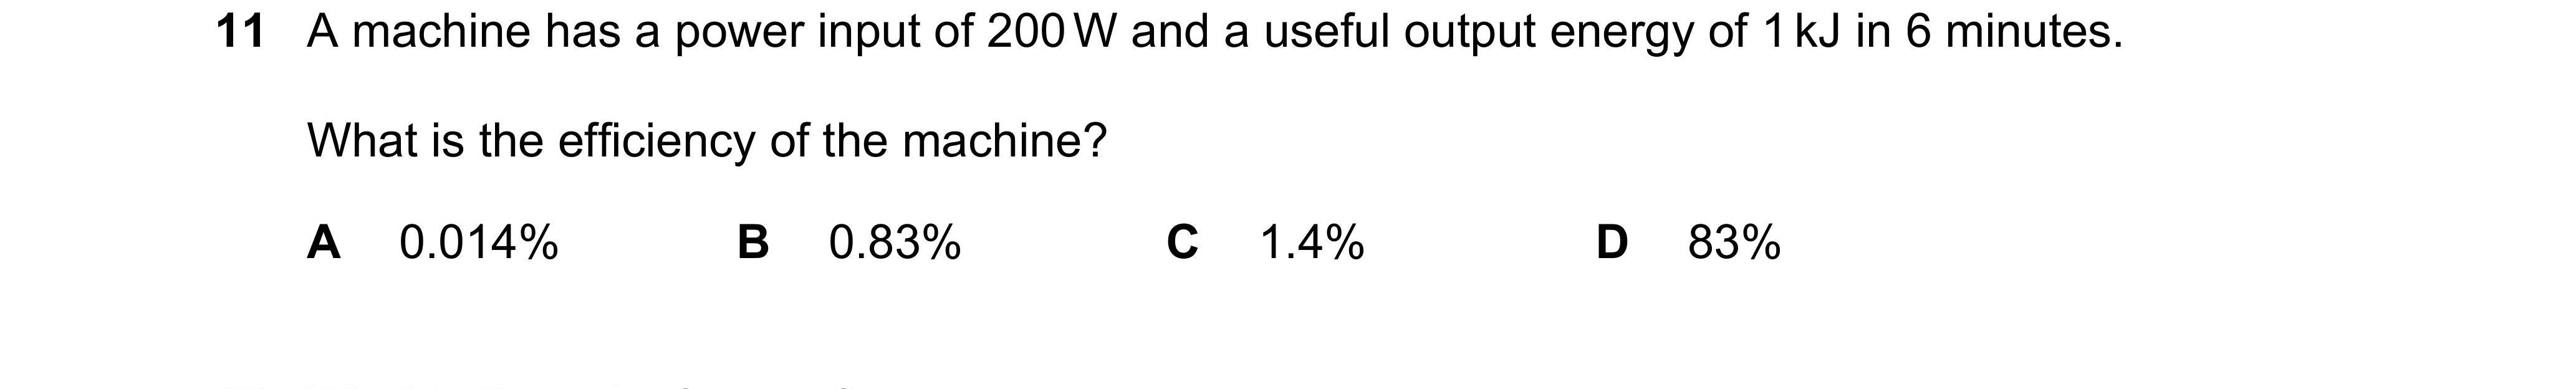 11 A machine has a power input of 200 W and a useful output energy of 1 kJ in 6 minutes.
What is the efficiency of the machine?
A 0.014% B 0.83% C 1.4% D 83%